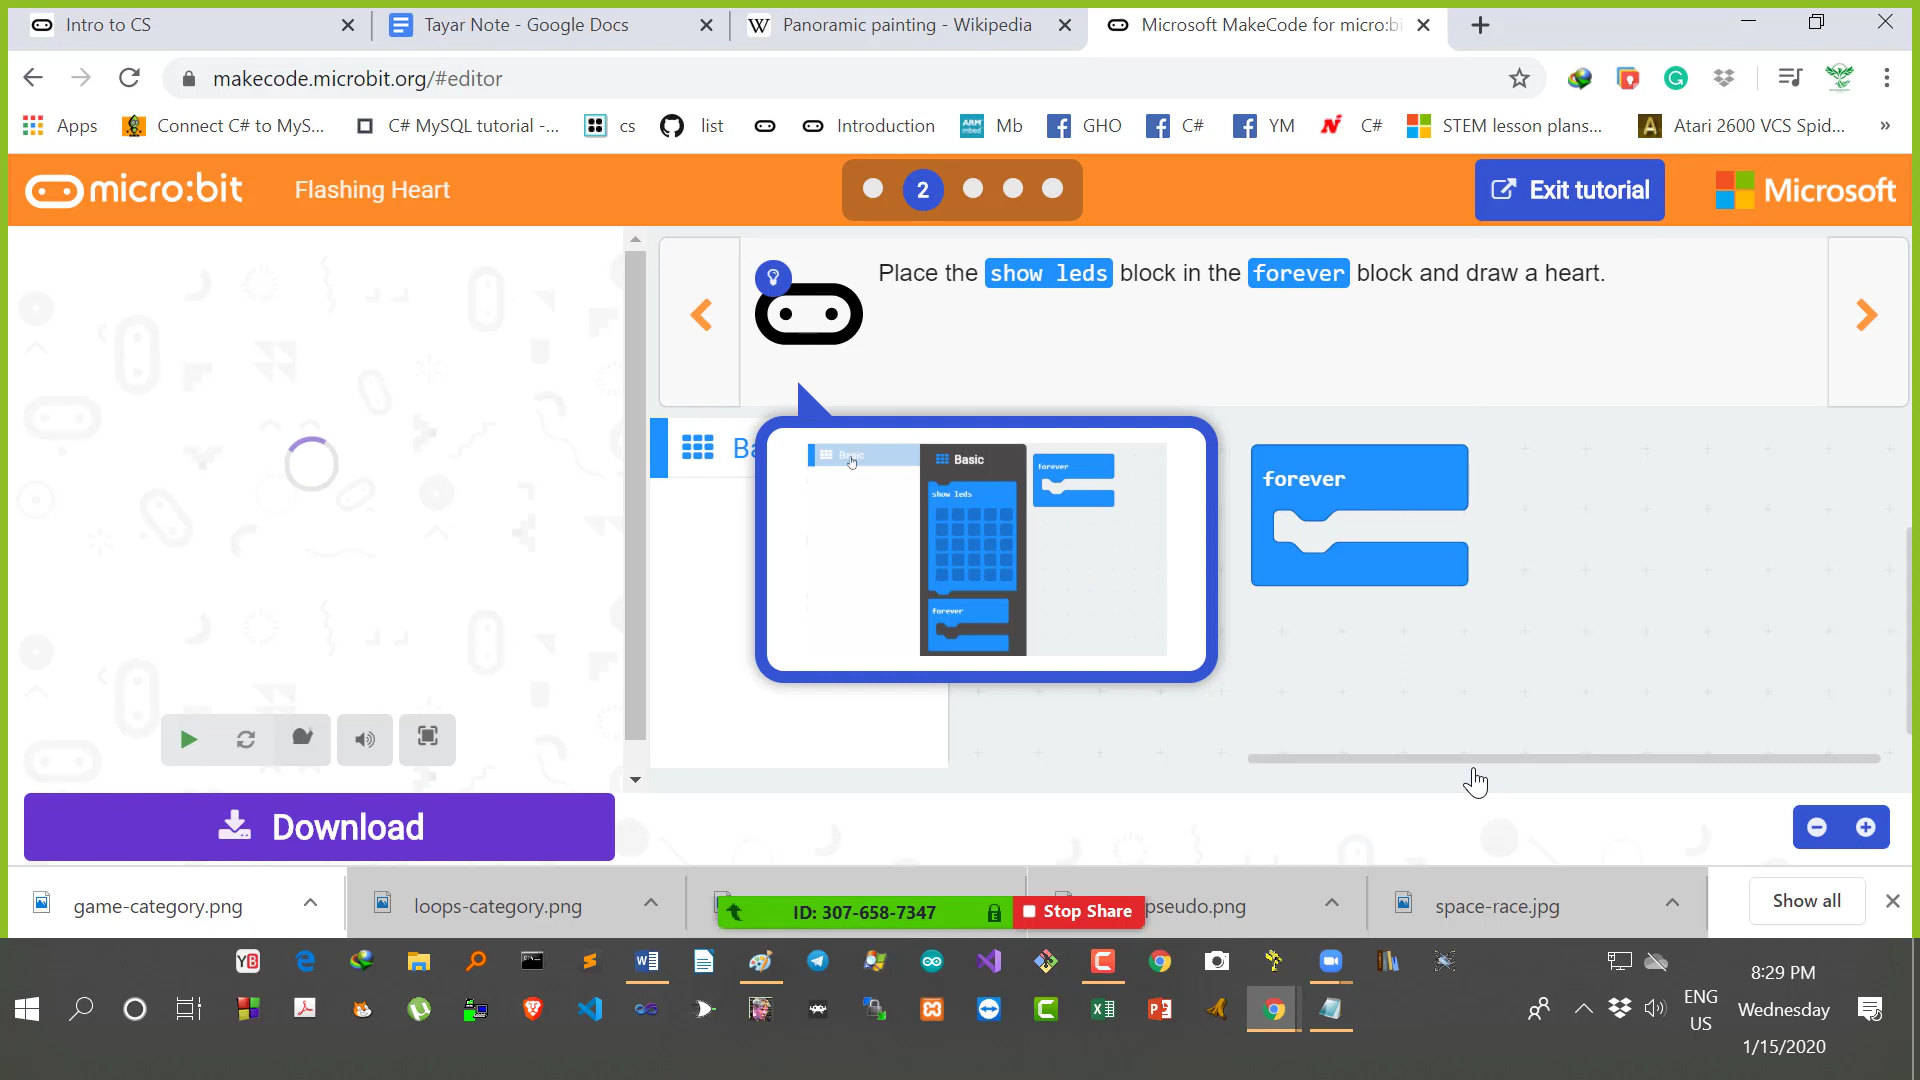 Intro to CS
Tayar Note - Google Docs
Panoramic painting - Wikipedia
Microsoft MakeCode for micro:bi
makecode.microbit.org/#editor
Apps
Connect C# to MyS...
C# MySQL tutorial -...
cs
list
Introduction
Mb
GHO
C#
YM
C#
STEM lesson plans...
Atari 2600 VCS Spid...
»
micro:bit
Flashing Heart
2
Exit tutorial
Microsoft
Place the show leds block in the forever block and draw a heart.
Basic
Basic
show leds
forever
forever
forever
Download
game-category.png
loops-category.png
pseudo.png
space-race.jpg
Show all
ID: 307-658-7347
Stop Share
8:29 PM
ENG
US
Wednesday
1/15/2020